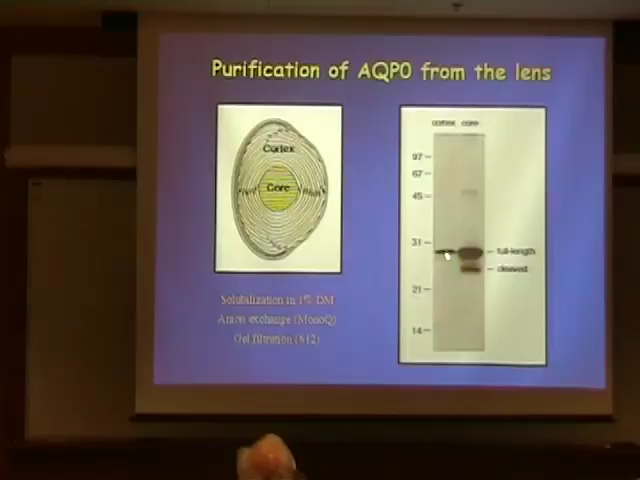 Purification of AQP0 from the lens
Cortex
Core
Solubilization in 1% DM
Anion exchange (MonoQ)
Gel filtration (S12)
cortex core
97
67
45
31
21
14
full-length
cleaved